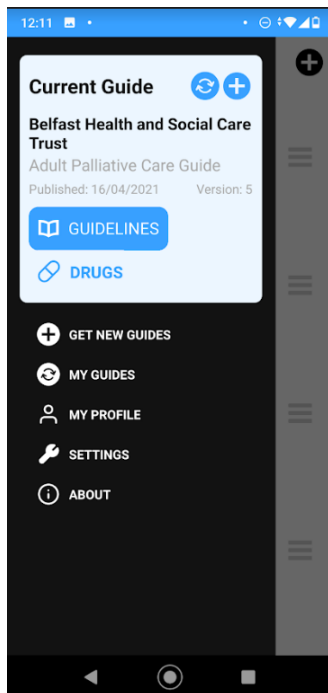 12:11
Current Guide
Belfast Health and Social Care
Trust
Adult Palliative Care Guide
Published: 16/04/2021 Version: 5
GUIDELINES
DRUGS
GET NEW GUIDES
MY GUIDES
MY PROFILE
SETTINGS
ABOUT